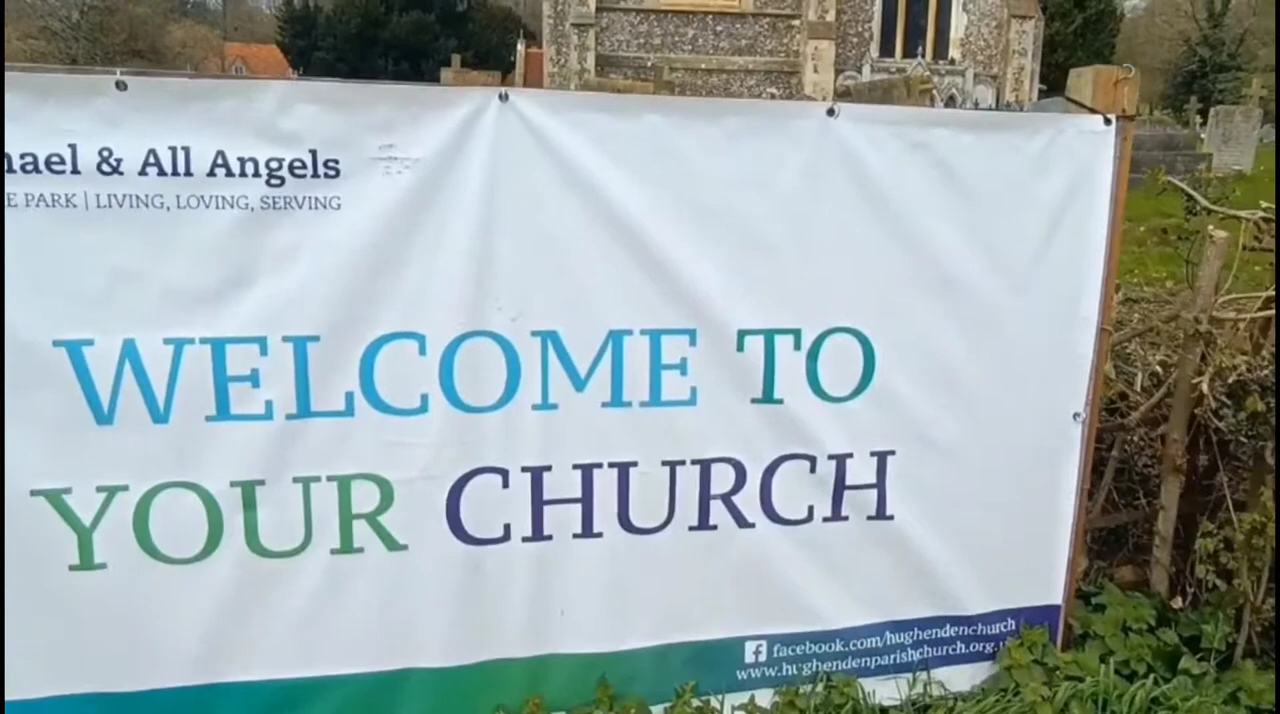 hael & All Angels
E PARK | LIVING, LOVING, SERVING
WELCOME TO
YOUR CHURCH
facebook.com/hughendenchurch
www.hughendenparishchurch.org.